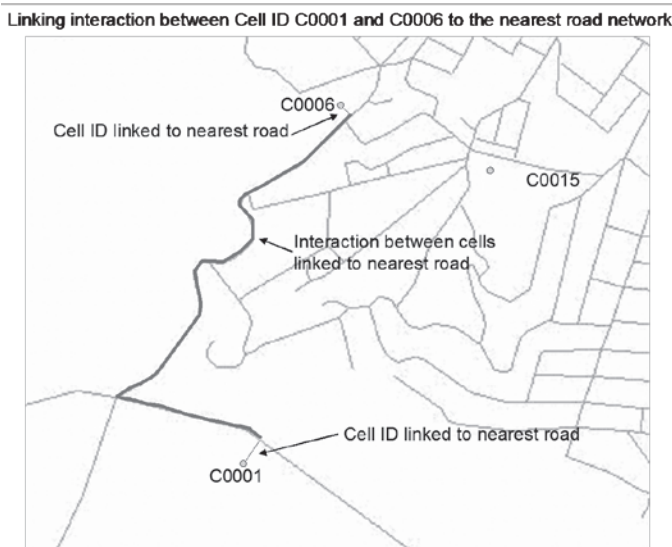 Linking interaction between Cell ID C0001 and C0006 to the nearest road network
C0006
Cell ID linked to nearest road
C0015
Interaction between cells
linked to nearest road
Cell ID linked to nearest road
C0001